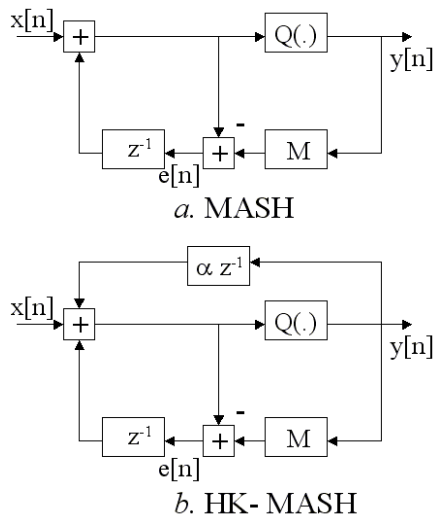 x[n] + Q(.) y[n]
-
z⁻¹ + M
e[n]
a. MASH
α z⁻¹
x[n] + Q(.) y[n]
-
z⁻¹ + M
e[n]
b. HK- MASH